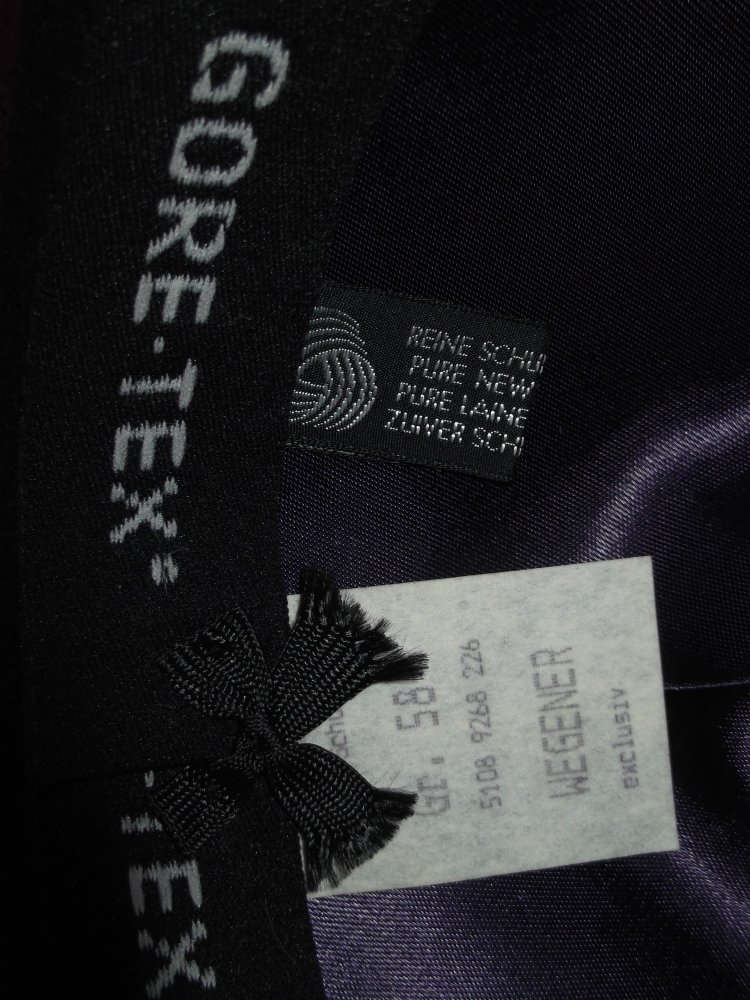 GORE-TEX®
REINE SCHU
PURE NEW
PURE LAINE
ZUIVER SCH
Gr. 58
5108 9268 226
WEGENER
exclusiv
TEX